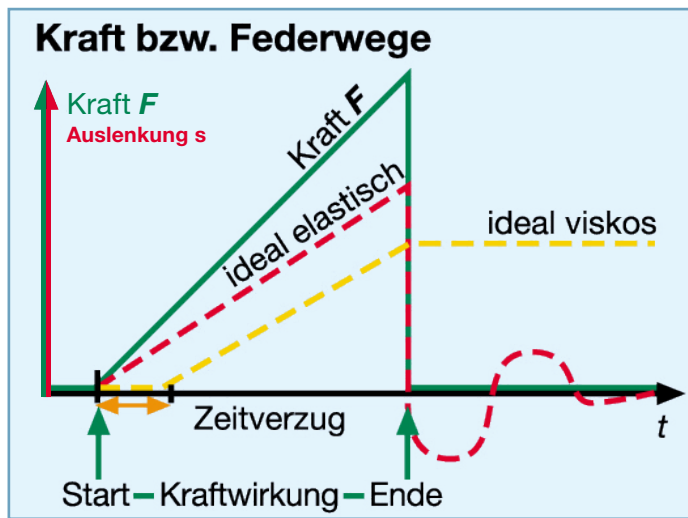 Kraft bzw. Federwege
Kraft F
Auslenkung s
Kraft F
ideal elastisch
ideal viskos
Zeitverzug
t
Start – Kraftwirkung – Ende